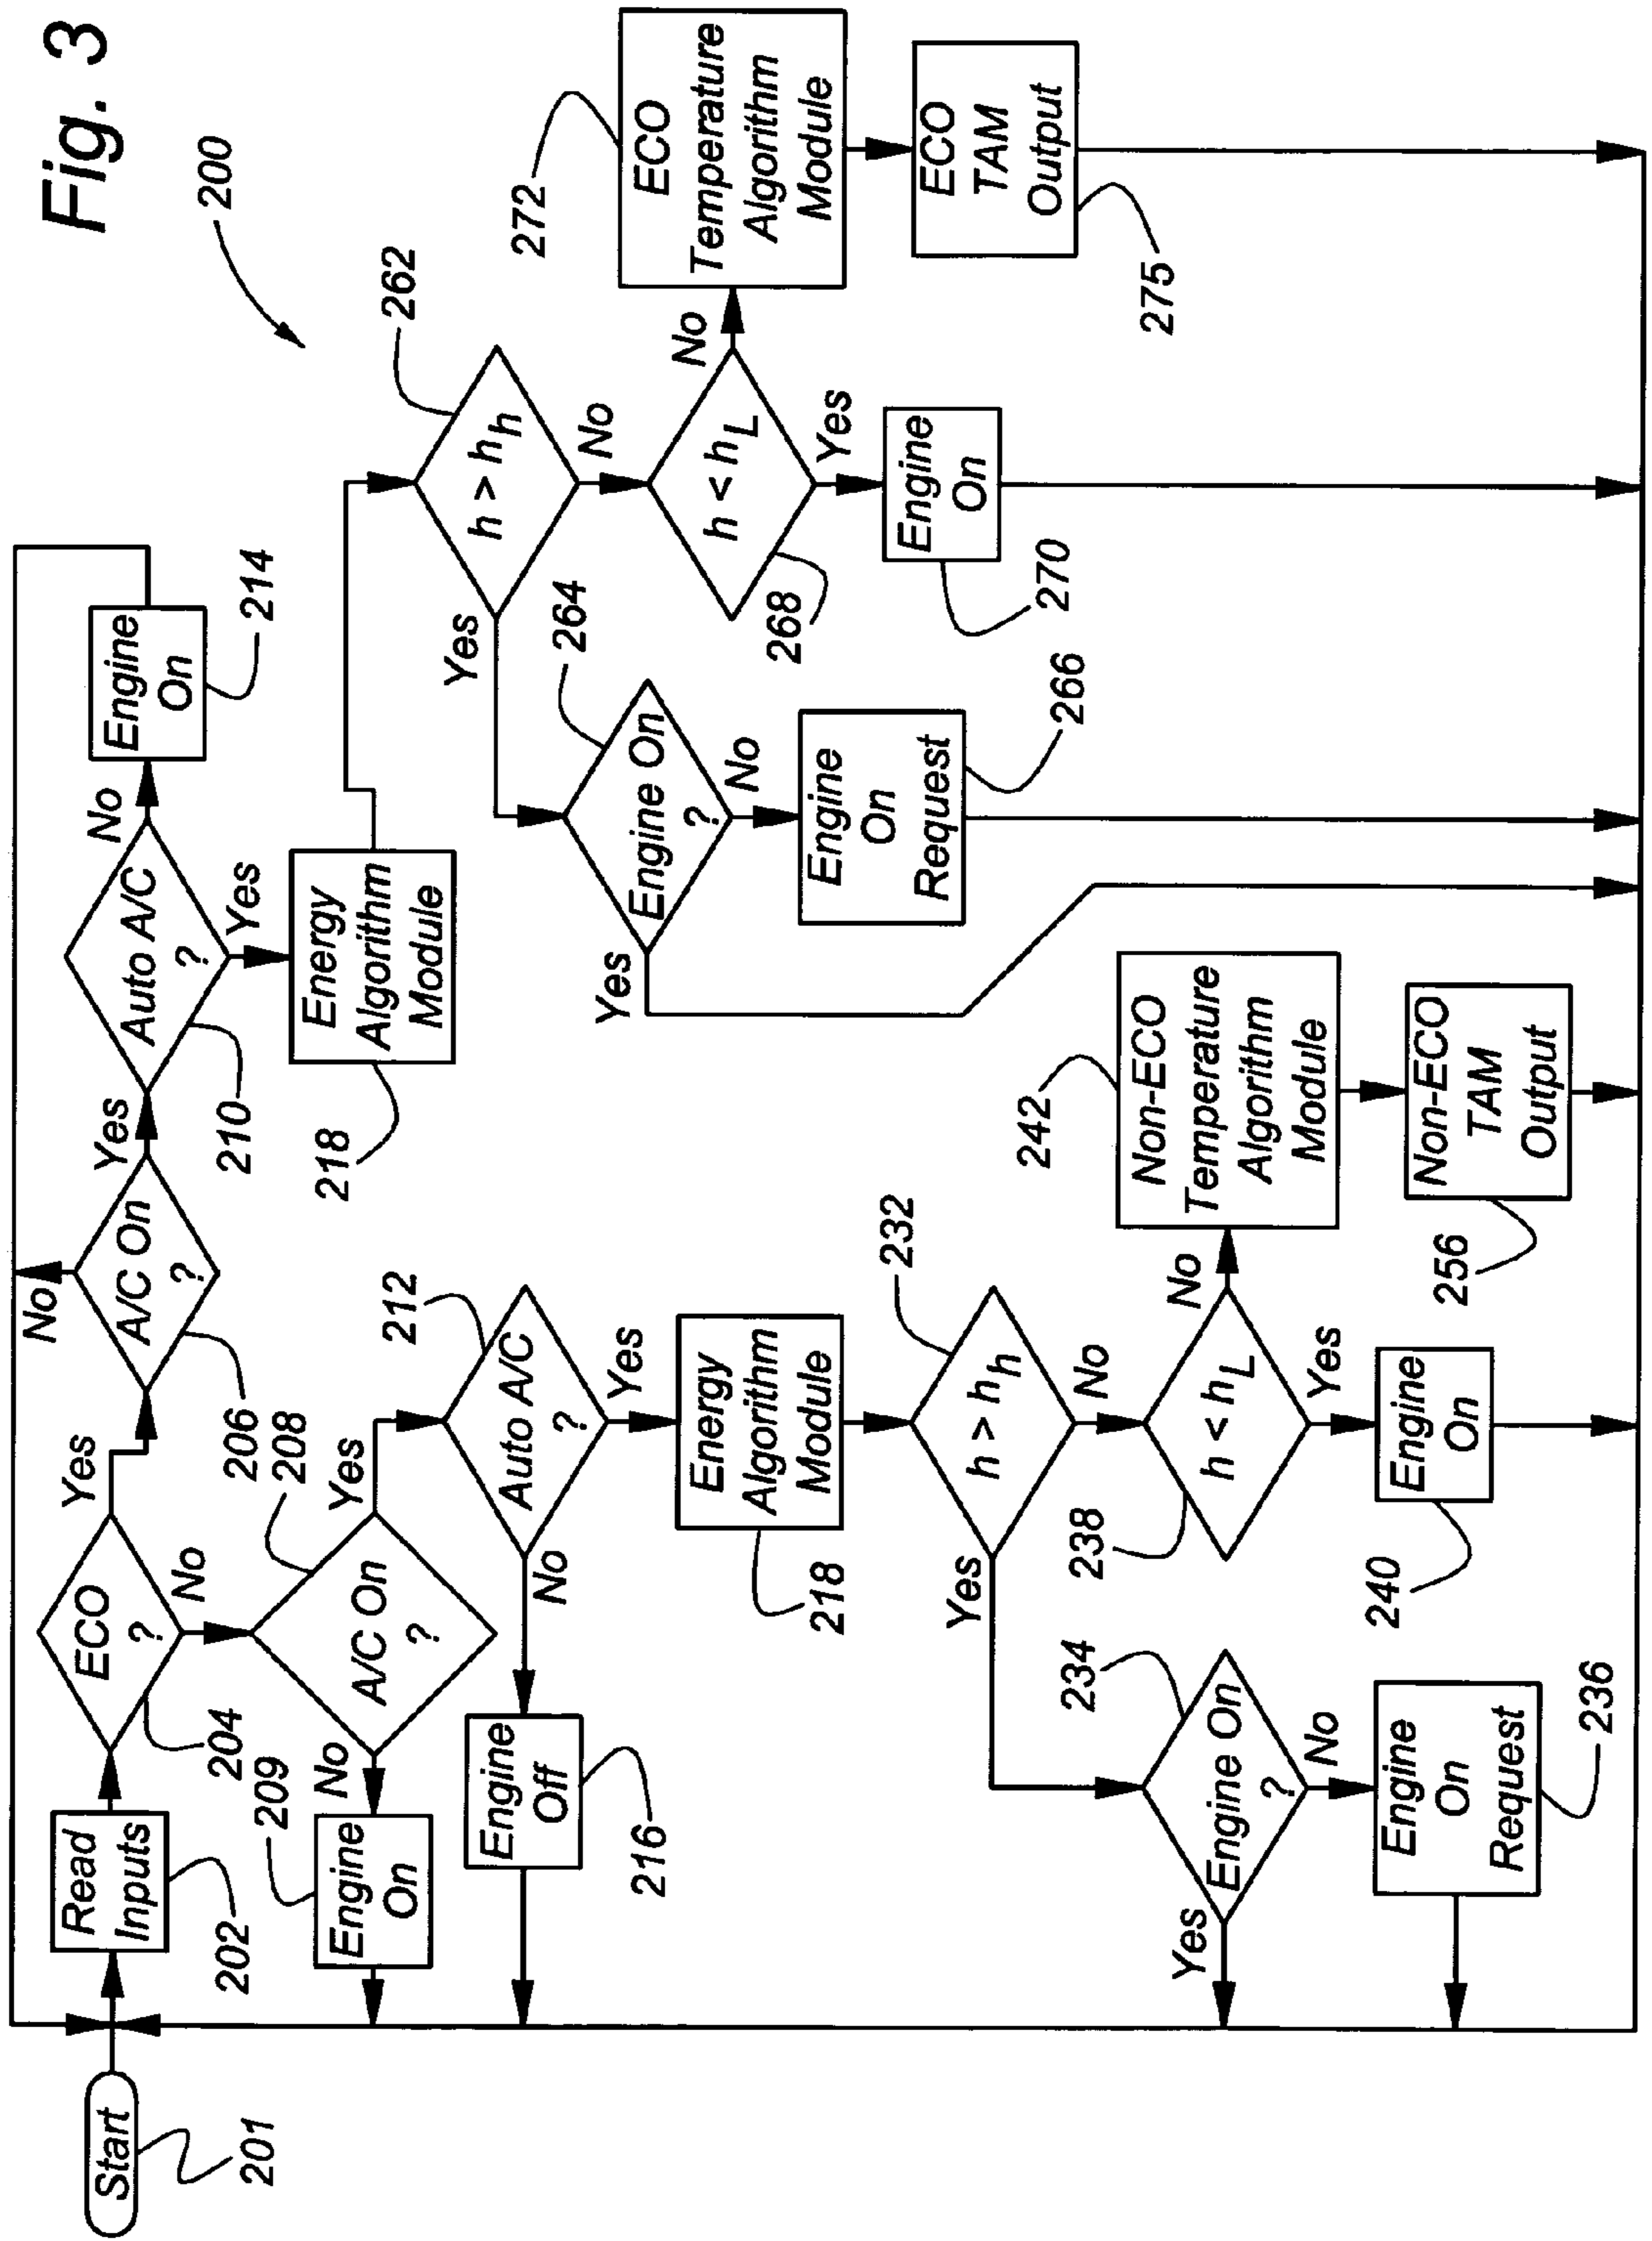 Fig. 3
200
Start
201
Read
Inputs
202
ECO
?
204
Yes
No
A/C On
?
206
No
Yes
Auto A/C
?
210
No
Yes
Engine
On
214
Energy
Algorithm
Module
218
A/C On
?
208
No
Yes
Engine
On
209
Auto A/C
?
212
No
Yes
Engine
Off
216
Energy
Algorithm
Module
218
h > hh
232
Yes
No
Engine On
?
234
Yes
No
Engine
On
Request
236
h < hL
238
Yes
No
Engine
On
240
Non-ECO
Temperature
Algorithm
Module
242
Non-ECO
TAM
Output
256
h > hh
262
Yes
No
Engine On
?
264
Yes
No
Engine
On
Request
266
h < hL
268
Yes
No
Engine
On
270
ECO
Temperature
Algorithm
Module
272
ECO
TAM
Output
275